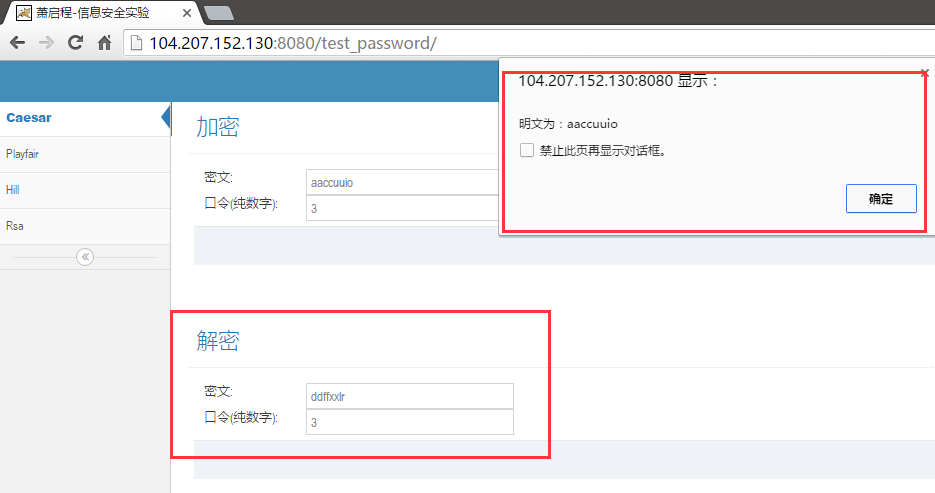 萧启程-信息安全实验
104.207.152.130:8080/test_password/
104.207.152.130:8080 显示：
明文为：aaccuuio
禁止此页再显示对话框。
确定
Caesar
Playfair
Hill
Rsa
加密
密文:
aaccuuio
口令(纯数字):
3
解密
密文:
ddffxxlr
口令(纯数字):
3